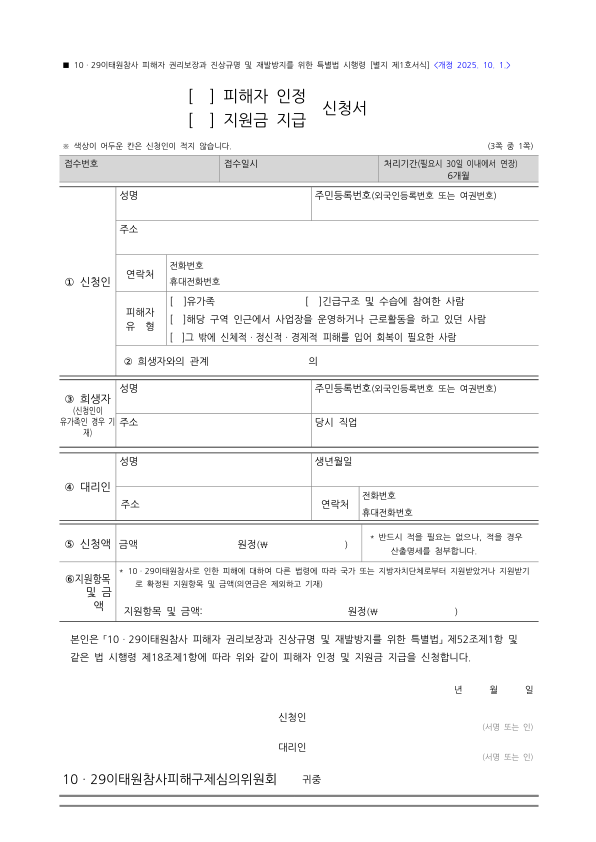 ■ 10ㆍ29이태원참사 피해자 권리보장과 진상규명 및 재발방지를 위한 특별법 시행령 [별지 제1호서식] <개정 2025. 10. 1.>
[ ] 피해자 인정
[ ] 지원금 지급
신청서
※ 색상이 어두운 칸은 신청인이 적지 않습니다.
(3쪽 중 1쪽)
접수번호
접수일시
처리기간(필요시 30일 이내에서 연장)
6개월
① 신청인
성명
주민등록번호(외국인등록번호 또는 여권번호)
주소
연락처
전화번호
휴대전화번호
피해자
유 형
[ ]유가족 [ ]긴급구조 및 수습에 참여한 사람
[ ]해당 구역 인근에서 사업장을 운영하거나 근로활동을 하고 있던 사람
[ ]그 밖에 신체적ㆍ정신적ㆍ경제적 피해를 입어 회복이 필요한 사람
② 희생자와의 관계 의
③ 희생자
(신청인이
유가족인 경우 기
재)
성명
주민등록번호(외국인등록번호 또는 여권번호)
주소
당시 직업
④ 대리인
성명
생년월일
주소
연락처
전화번호
휴대전화번호
⑤ 신청액
금액 원정(₩ )
* 반드시 적을 필요는 없으나, 적을 경우
산출명세를 첨부합니다.
⑥지원항목
및 금
액
* 10ㆍ29이태원참사로 인한 피해에 대하여 다른 법령에 따라 국가 또는 지방자치단체로부터 지원받았거나 지원받기
로 확정된 지원항목 및 금액(의연금은 제외하고 기재)
지원항목 및 금액: 원정(₩ )
본인은 「10ㆍ29이태원참사 피해자 권리보장과 진상규명 및 재발방지를 위한 특별법」 제52조제1항 및
같은 법 시행령 제18조제1항에 따라 위와 같이 피해자 인정 및 지원금 지급을 신청합니다.
년 월 일
신청인
(서명 또는 인)
대리인
(서명 또는 인)
10ㆍ29이태원참사피해구제심의위원회 귀중